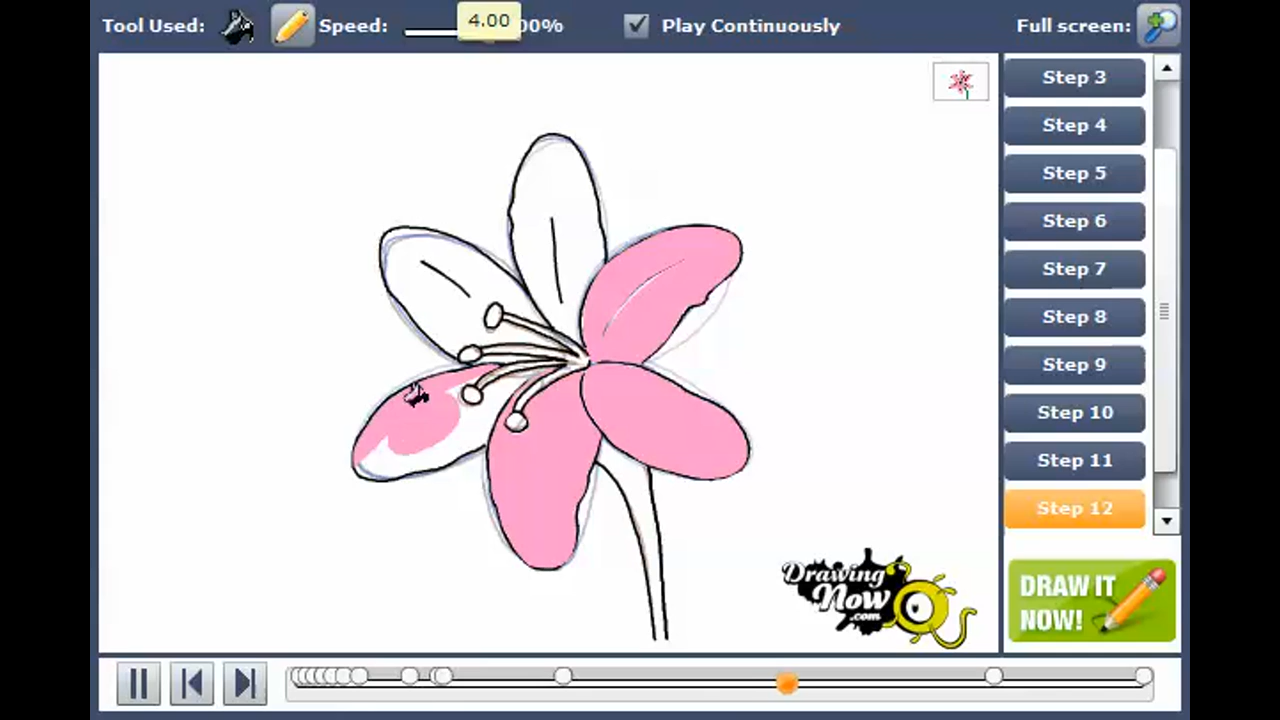 Tool Used:
Speed:
4.00
00%
Play Continuously
Full screen:
Step 3
Step 4
Step 5
Step 6
Step 7
Step 8
Step 9
Step 10
Step 11
Step 12
Drawing
Now
.com
DRAW IT
NOW!